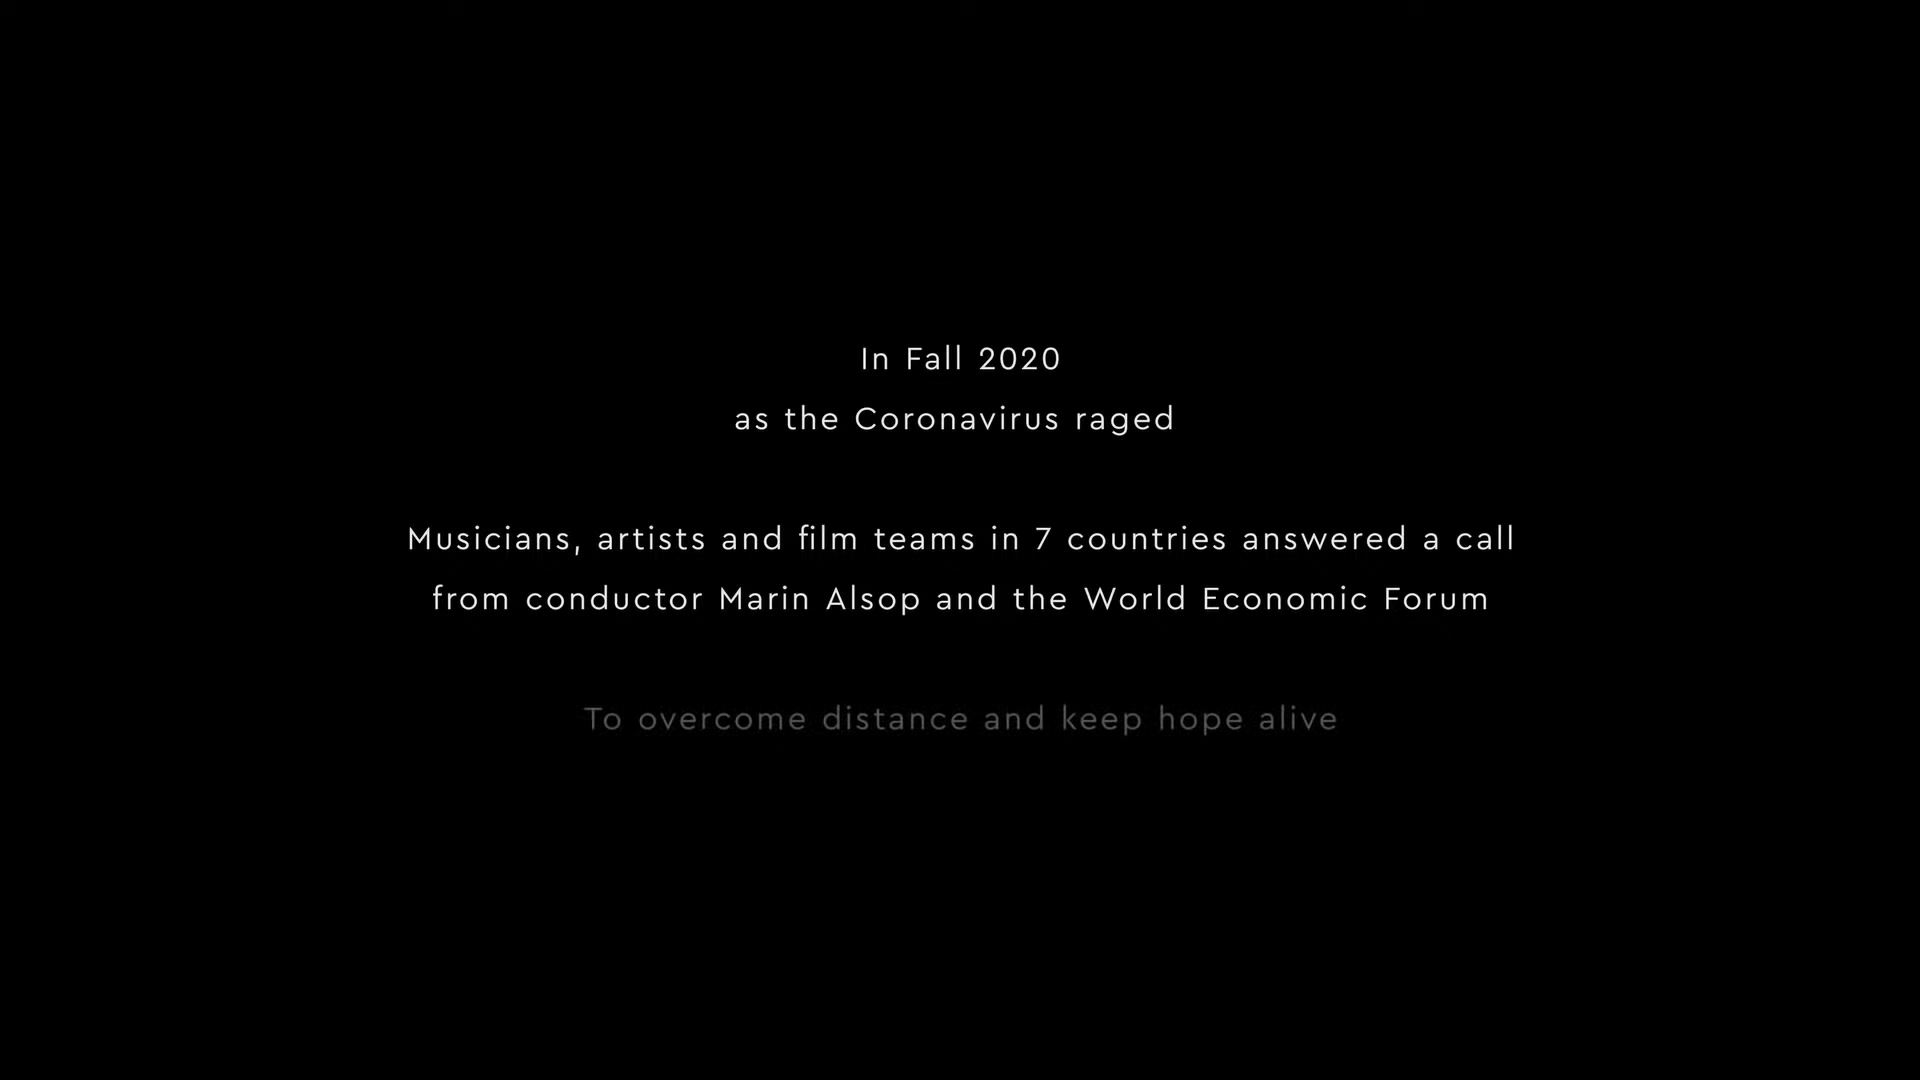 In Fall 2020
as the Coronavirus raged
Musicians, artists and film teams in 7 countries answered a call
from conductor Marin Alsop and the World Economic Forum
To overcome distance and keep hope alive